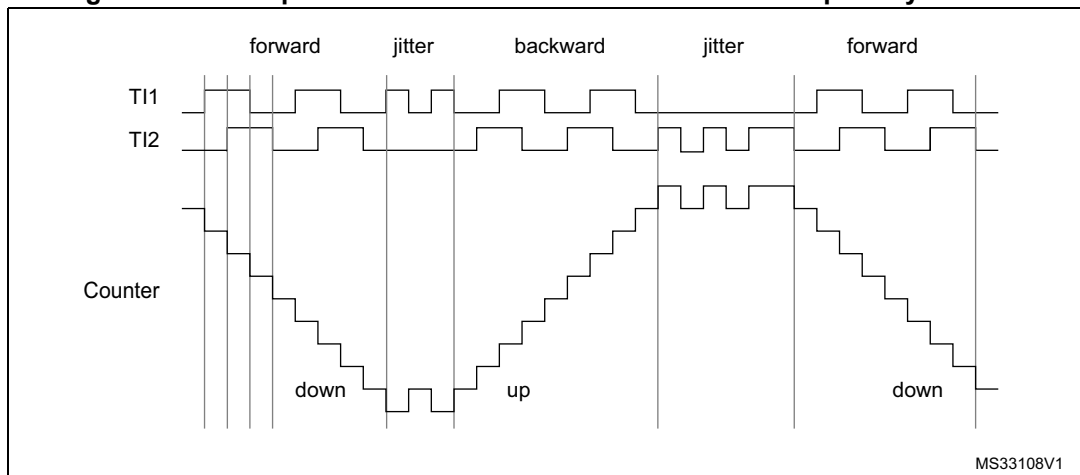 forward jitter backward jitter forward
TI1
TI2
Counter
down up down
MS33108V1